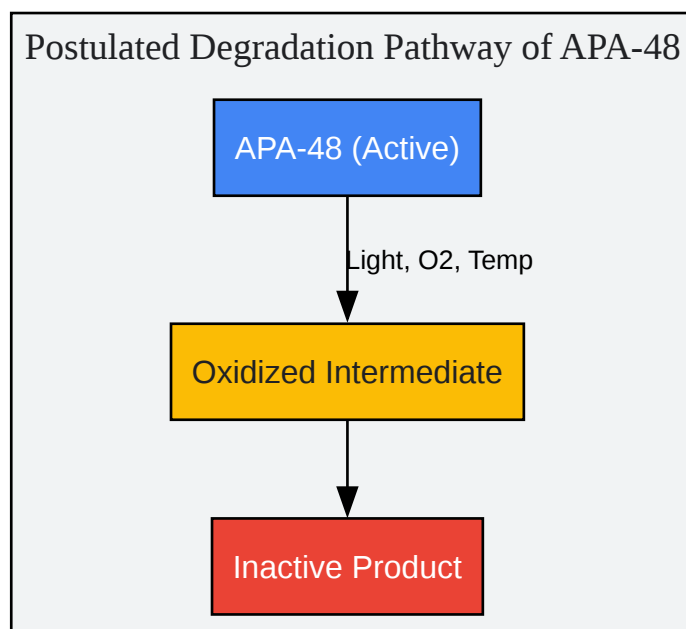 Postulated Degradation Pathway of APA-48
APA-48 (Active)
Light, O2, Temp
Oxidized Intermediate
Inactive Product